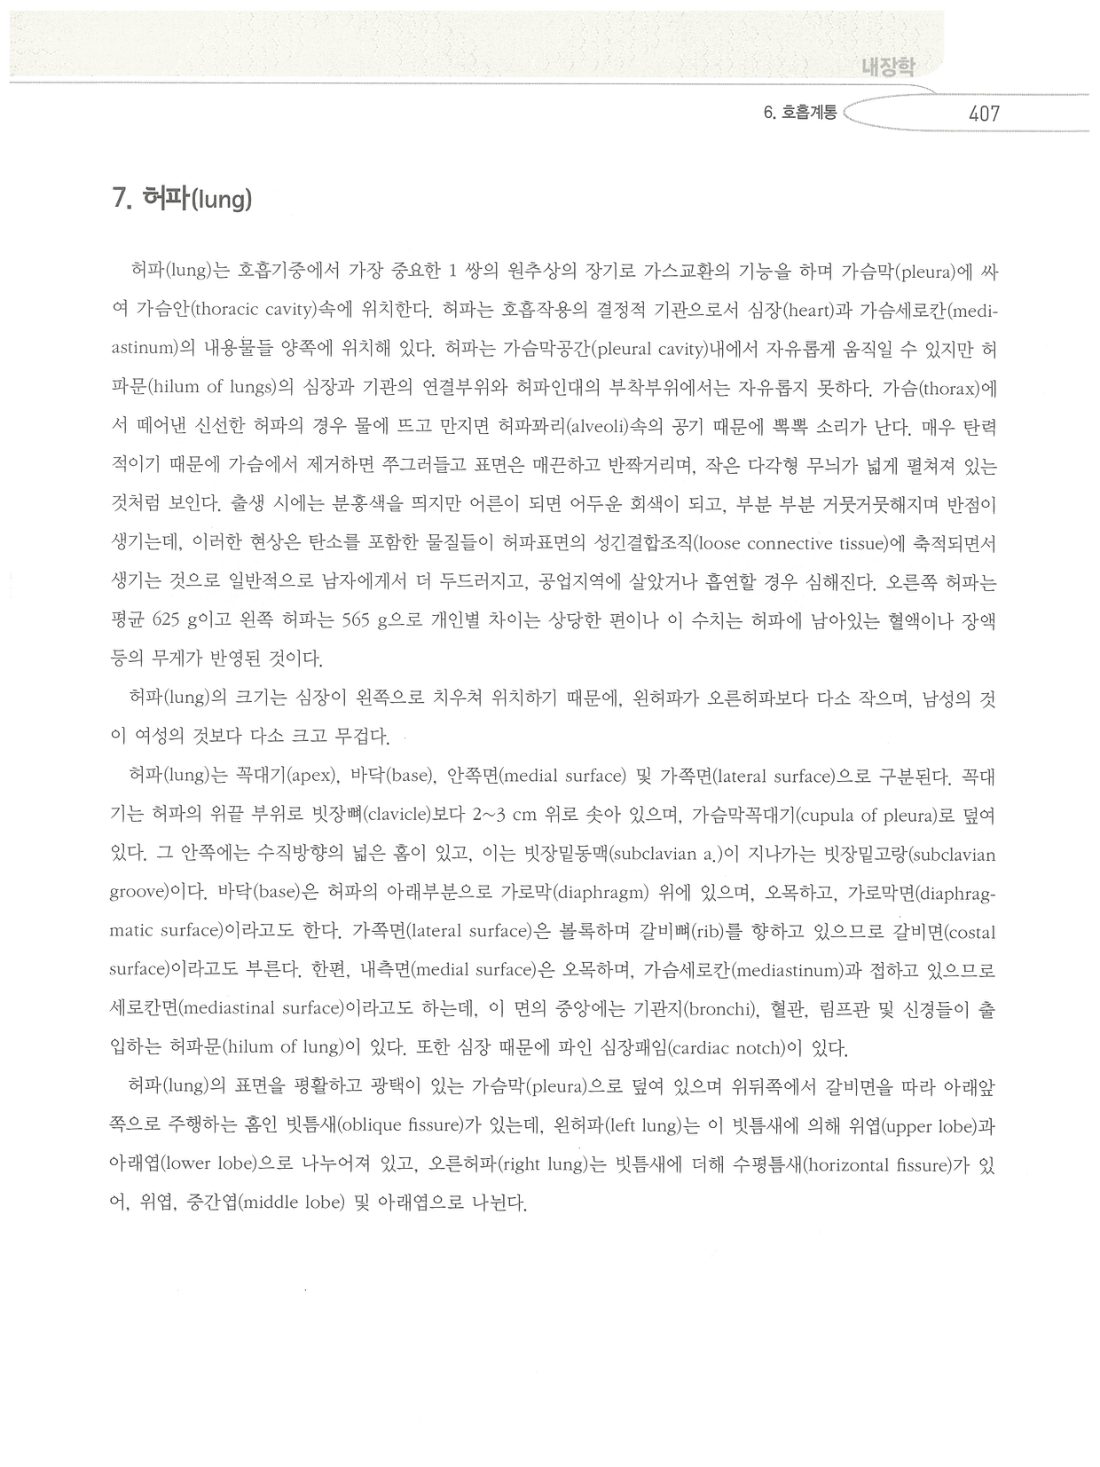 내장학
6. 호흡계통
407
7. 허파(lung)
허파(lung)는 호흡기중에서 가장 중요한 1 쌍의 원추상의 장기로 가스교환의 기능을 하며 가슴막(pleura)에 싸
여 가슴안(thoracic cavity)속에 위치한다. 허파는 호흡작용의 결정적 기관으로서 심장(heart)과 가슴세로칸(medi-
astinum)의 내용물들 양쪽에 위치해 있다. 허파는 가슴막공간(pleural cavity)내에서 자유롭게 움직일 수 있지만 허
파문(hilum of lungs)의 심장과 기관의 연결부위와 허파인대의 부착부위에서는 자유롭지 못하다. 가슴(thorax)에
서 떼어낸 신선한 허파의 경우 물에 뜨고 만지면 허파꽈리(alveoli)속의 공기 때문에 뽁뽁 소리가 난다. 매우 탄력
적이기 때문에 가슴에서 제거하면 쭈그러들고 표면은 매끈하고 반짝거리며, 작은 다각형 무늬가 넓게 펼쳐져 있는
것처럼 보인다. 출생 시에는 분홍색을 띄지만 어른이 되면 어두운 회색이 되고, 부분 부분 거뭇거뭇해지며 반점이
생기는데, 이러한 현상은 탄소를 포함한 물질들이 허파표면의 성긴결합조직(loose connective tissue)에 축적되면서
생기는 것으로 일반적으로 남자에게서 더 두드러지고, 공업지역에 살았거나 흡연할 경우 심해진다. 오른쪽 허파는
평균 625 g이고 왼쪽 허파는 565 g으로 개인별 차이는 상당한 편이나 이 수치는 허파에 남아있는 혈액이나 장액
등의 무게가 반영된 것이다.
허파(lung)의 크기는 심장이 왼쪽으로 치우쳐 위치하기 때문에, 왼허파가 오른허파보다 다소 작으며, 남성의 것
이 여성의 것보다 다소 크고 무겁다.
허파(lung)는 꼭대기(apex), 바닥(base), 안쪽면(medial surface) 및 가쪽면(lateral surface)으로 구분된다. 꼭대
기는 허파의 위끝 부위로 빗장뼈(clavicle)보다 2~3 cm 위로 솟아 있으며, 가슴막꼭대기(cupula of pleura)로 덮여
있다. 그 안쪽에는 수직방향의 넓은 홈이 있고, 이는 빗장밑동맥(subclavian a.)이 지나가는 빗장밑고랑(subclavian
groove)이다. 바닥(base)은 허파의 아래부분으로 가로막(diaphragm) 위에 있으며, 오목하고, 가로막면(diaphrag-
matic surface)이라고도 한다. 가쪽면(lateral surface)은 볼록하며 갈비뼈(rib)를 향하고 있으므로 갈비면(costal
surface)이라고도 부른다. 한편, 내측면(medial surface)은 오목하며, 가슴세로칸(mediastinum)과 접하고 있으므로
세로칸면(mediastinal surface)이라고도 하는데, 이 면의 중앙에는 기관지(bronchi), 혈관, 림프관 및 신경들이 출
입하는 허파문(hilum of lung)이 있다. 또한 심장 때문에 파인 심장패임(cardiac notch)이 있다.
허파(lung)의 표면을 평활하고 광택이 있는 가슴막(pleura)으로 덮여 있으며 위뒤쪽에서 갈비면을 따라 아래앞
쪽으로 주행하는 홈인 빗틈새(oblique fissure)가 있는데, 왼허파(left lung)는 이 빗틈새에 의해 위엽(upper lobe)과
아래엽(lower lobe)으로 나누어져 있고, 오른허파(right lung)는 빗틈새에 더해 수평틈새(horizontal fissure)가 있
어, 위엽, 중간엽(middle lobe) 및 아래엽으로 나뉜다.